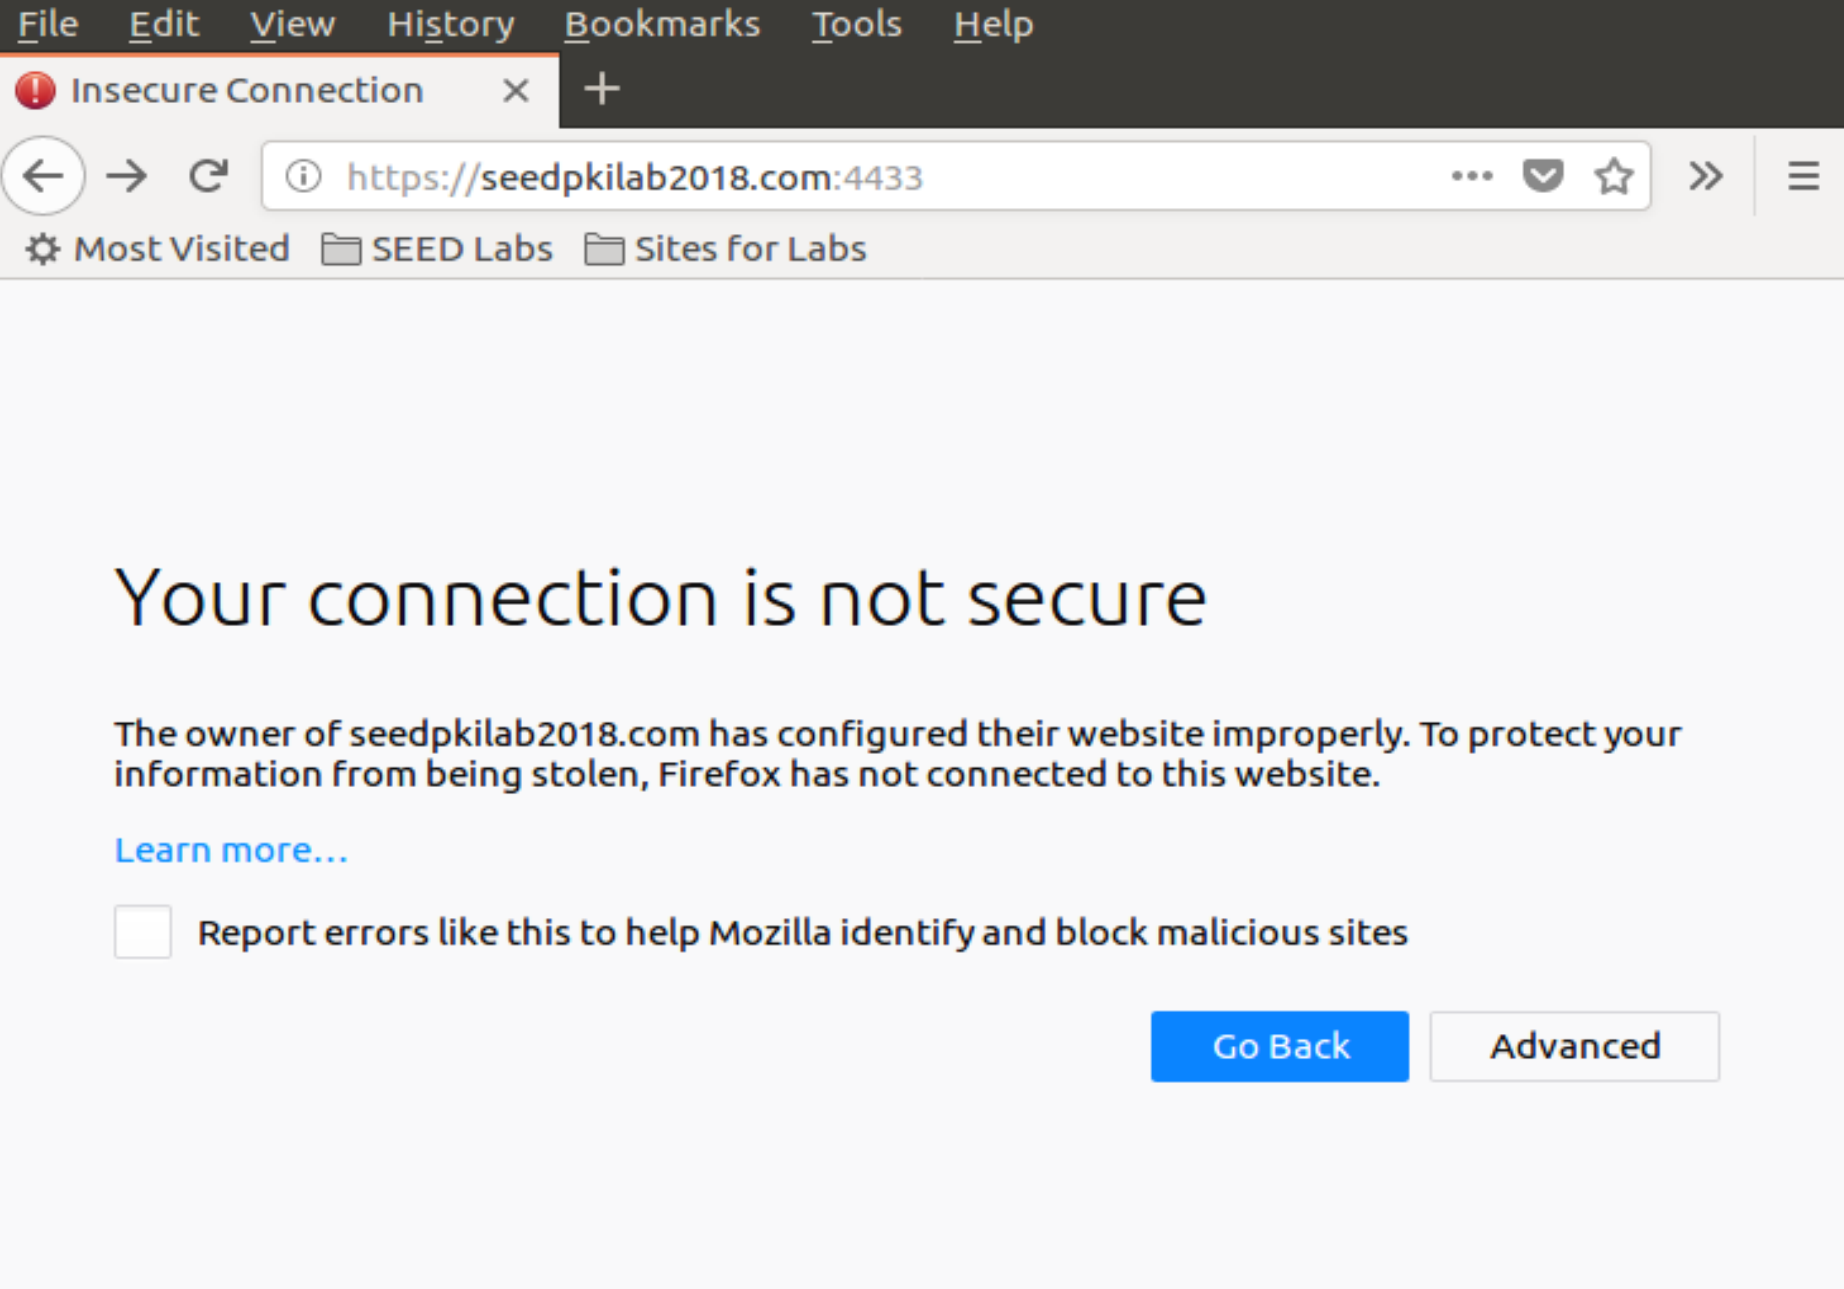 File Edit View History Bookmarks Tools Help
Insecure Connection
https://seedpkilab2018.com:4433
Most Visited SEED Labs Sites for Labs
Your connection is not secure
The owner of seedpkilab2018.com has configured their website improperly. To protect your
information from being stolen, Firefox has not connected to this website.
Learn more…
Report errors like this to help Mozilla identify and block malicious sites
Go Back Advanced